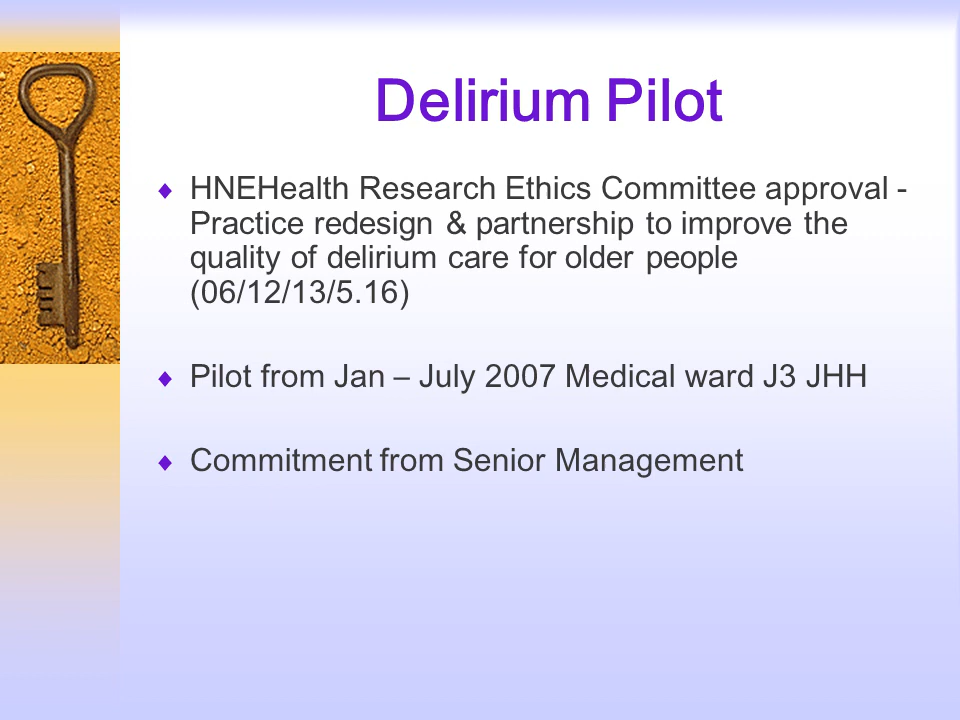 Delirium Pilot
♦ HNEHealth Research Ethics Committee approval -
Practice redesign & partnership to improve the
quality of delirium care for older people
(06/12/13/5.16)
♦ Pilot from Jan – July 2007 Medical ward J3 JHH
♦ Commitment from Senior Management